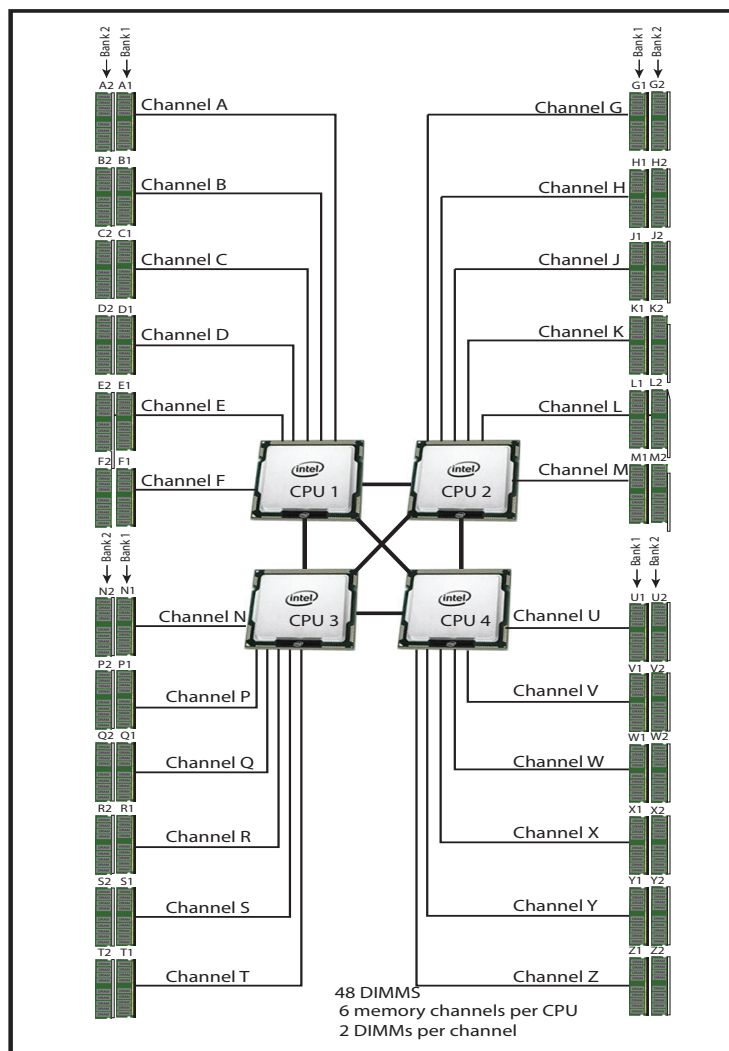 Bank 2
Bank 1
A2 A1
Channel A
B2 B1
Channel B
C2 C1
Channel C
D2 D1
Channel D
E2 E1
Channel E
F2 F1
Channel F
Bank 1
Bank 2
G1 G2
Channel G
H1 H2
Channel H
J1 J2
Channel J
K1 K2
Channel K
L1 L2
Channel L
M1 M2
Channel M
intel
CPU 1
intel
CPU 2
intel
CPU 3
intel
CPU 4
Bank 2
Bank 1
N2 N1
Channel N
P2 P1
Channel P
Q2 Q1
Channel Q
R2 R1
Channel R
S2 S1
Channel S
T2 T1
Channel T
Bank 1
Bank 2
U1 U2
Channel U
V1 V2
Channel V
W1 W2
Channel W
X1 X2
Channel X
Y1 Y2
Channel Y
Z1 Z2
Channel Z
48 DIMMS
6 memory channels per CPU
2 DIMMs per channel